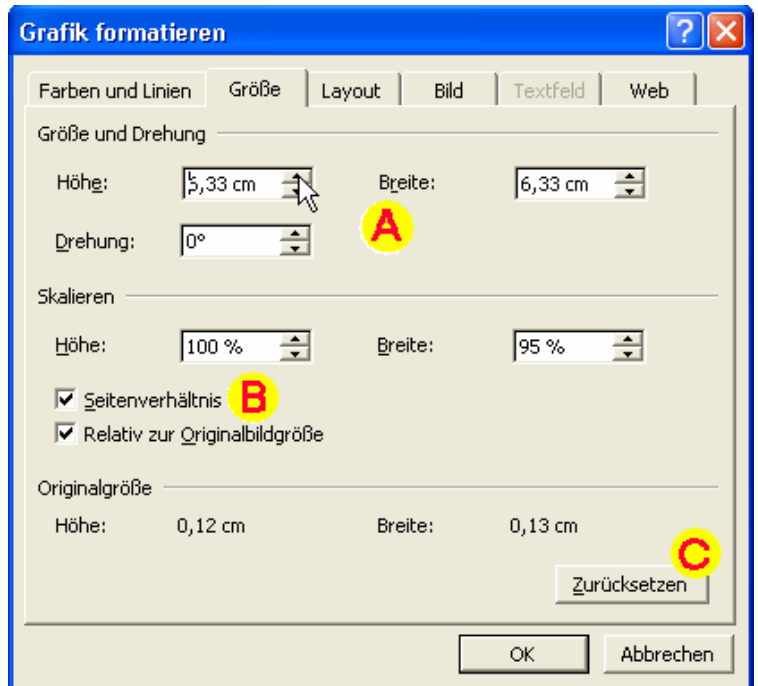 Grafik formatieren
Farben und Linien Größe Layout Bild Textfeld Web
Größe und Drehung
Höhe: 5,33 cm Breite: 6,33 cm
A
Drehung: 0°
Skalieren
Höhe: 100 % Breite: 95 %
Seitenverhältnis B
Relativ zur Originalbildgröße
Originalgröße
Höhe: 0,12 cm Breite: 0,13 cm
C
Zurücksetzen
OK Abbrechen